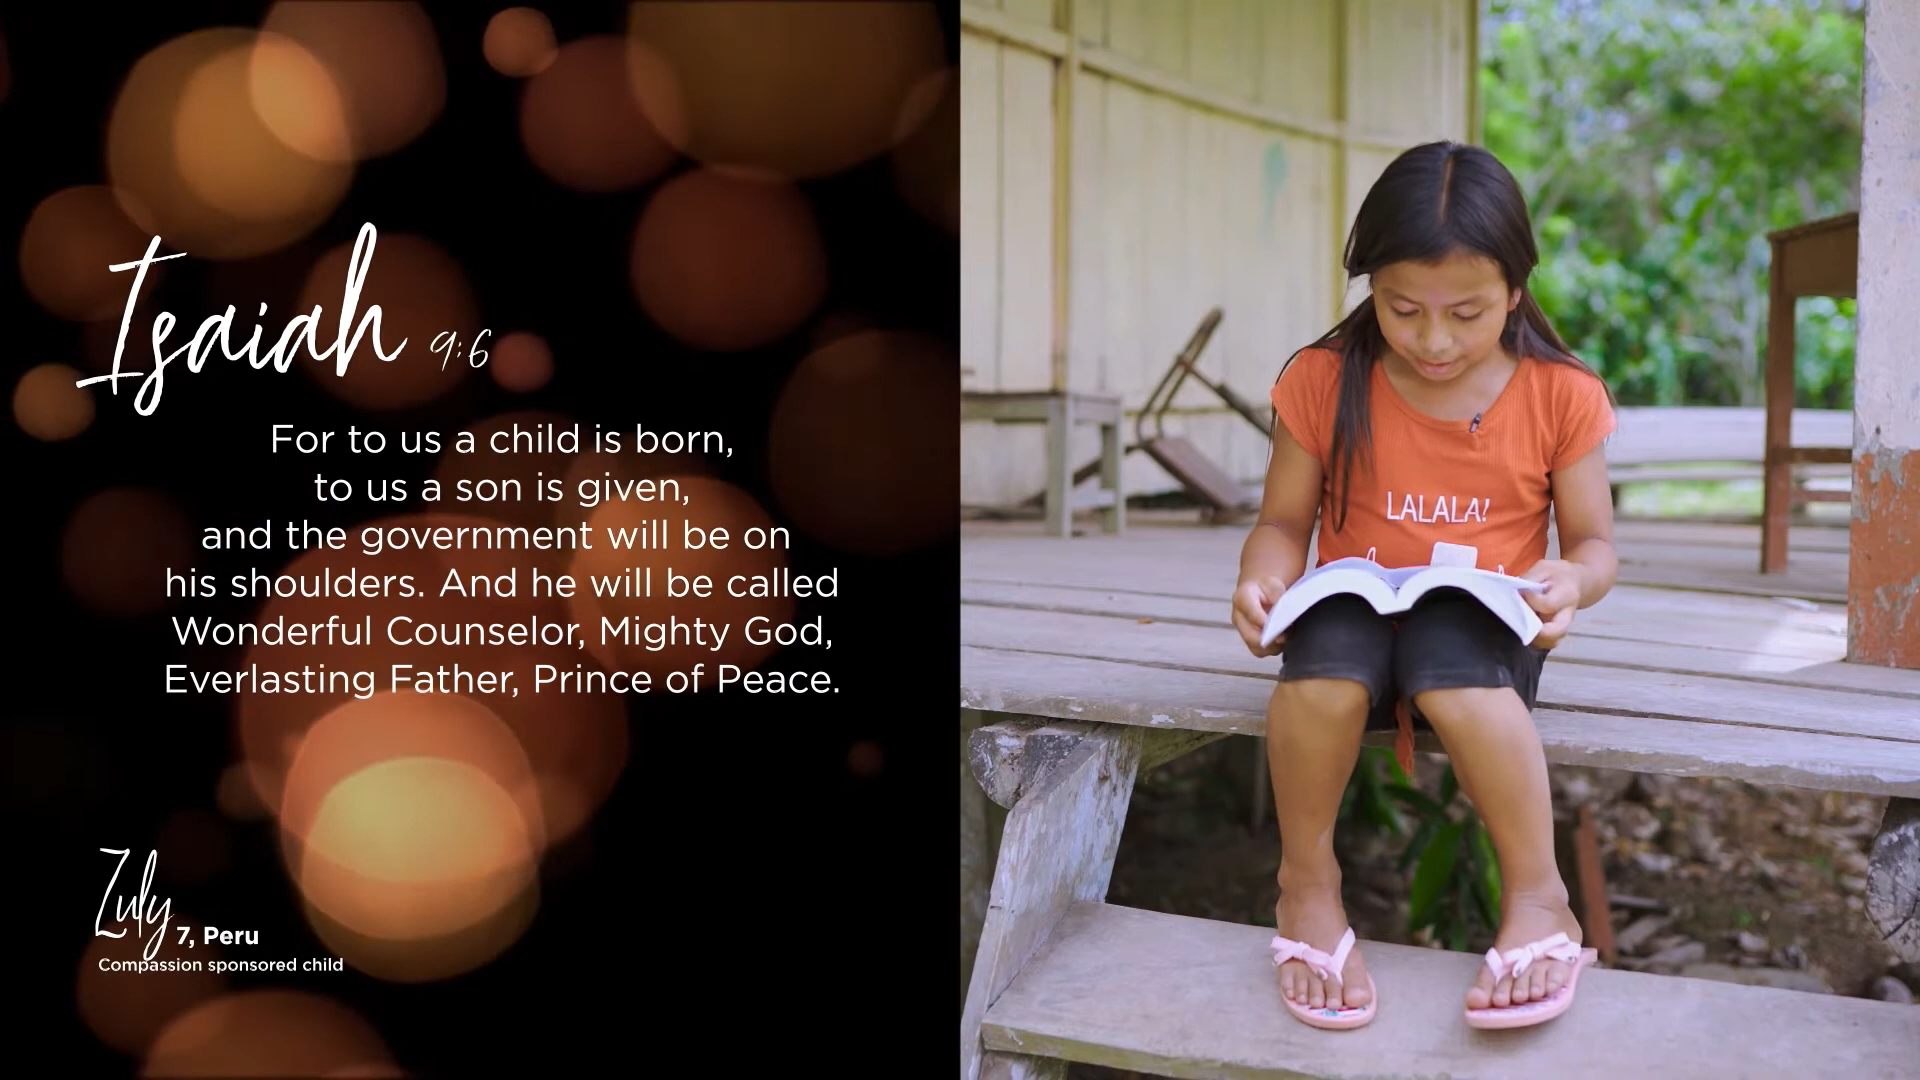 Isaiah 9:6
For to us a child is born,
to us a son is given,
and the government will be on
his shoulders. And he will be called
Wonderful Counselor, Mighty God,
Everlasting Father, Prince of Peace.
Zuly 7, Peru
Compassion sponsored child
LALALA!